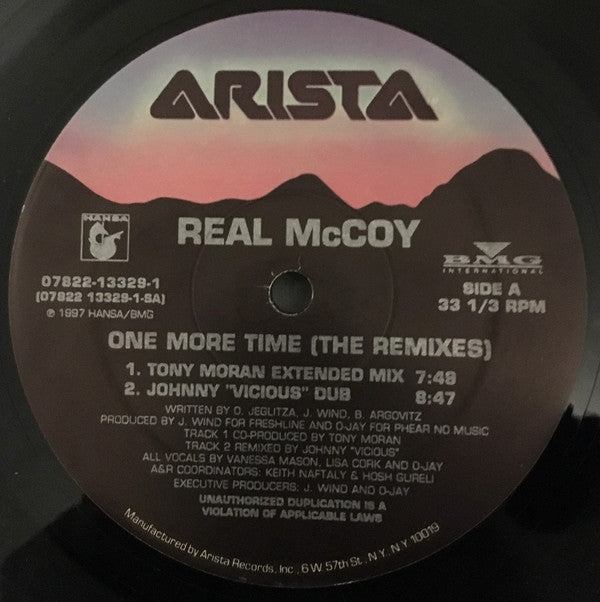 ARISTA
HANSA
REAL McCOY
BMG
INTERNATIONAL
07822-13329-1
(07822 13329-1-SA)
℗ 1997 HANSA/BMG
SIDE A
33 1/3 RPM
ONE MORE TIME (THE REMIXES)
1. TONY MORAN EXTENDED MIX 7:48
2. JOHNNY "VICIOUS" DUB 8:47
WRITTEN BY O. JEGLITZA, J. WIND, B. ARGOVITZ
PRODUCED BY J. WIND FOR FRESHLINE AND O-JAY FOR PHEAR NO MUSIC
TRACK 1 CO-PRODUCED BY TONY MORAN
TRACK 2 REMIXED BY JOHNNY "VICIOUS"
ALL VOCALS BY VANESSA MASON, LISA CORK AND O-JAY
A&R COORDINATORS: KEITH NAFTALY & HOSH GURELI
EXECUTIVE PRODUCERS: J. WIND AND O-JAY
UNAUTHORIZED DUPLICATION IS A
VIOLATION OF APPLICABLE LAWS
Manufactured by Arista Records, Inc., 6 W. 57th St., N.Y., N.Y. 10019